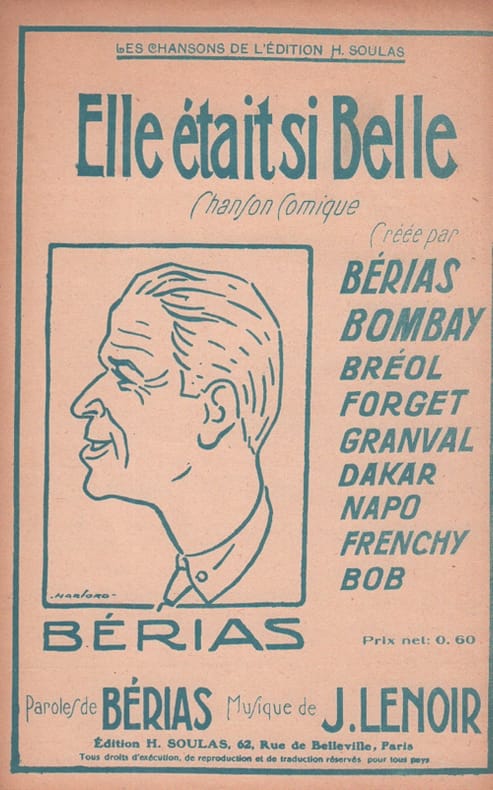 LES CHANSONS DE L'ÉDITION H. SOULAS
Elle était si Belle
Chanson Comique
Créée par
BÉRIAS
BOMBAY
BRÉOL
FORGET
GRANVAL
DAKAR
NAPO
FRENCHY
BOB
HARFORD
BÉRIAS
Prix net: 0. 60
Paroles de BÉRIAS Musique de J. LENOIR
Édition H. SOULAS, 62, Rue de Belleville, Paris
Tous droits d'exécution, de reproduction et de traduction réservés pour tous pays